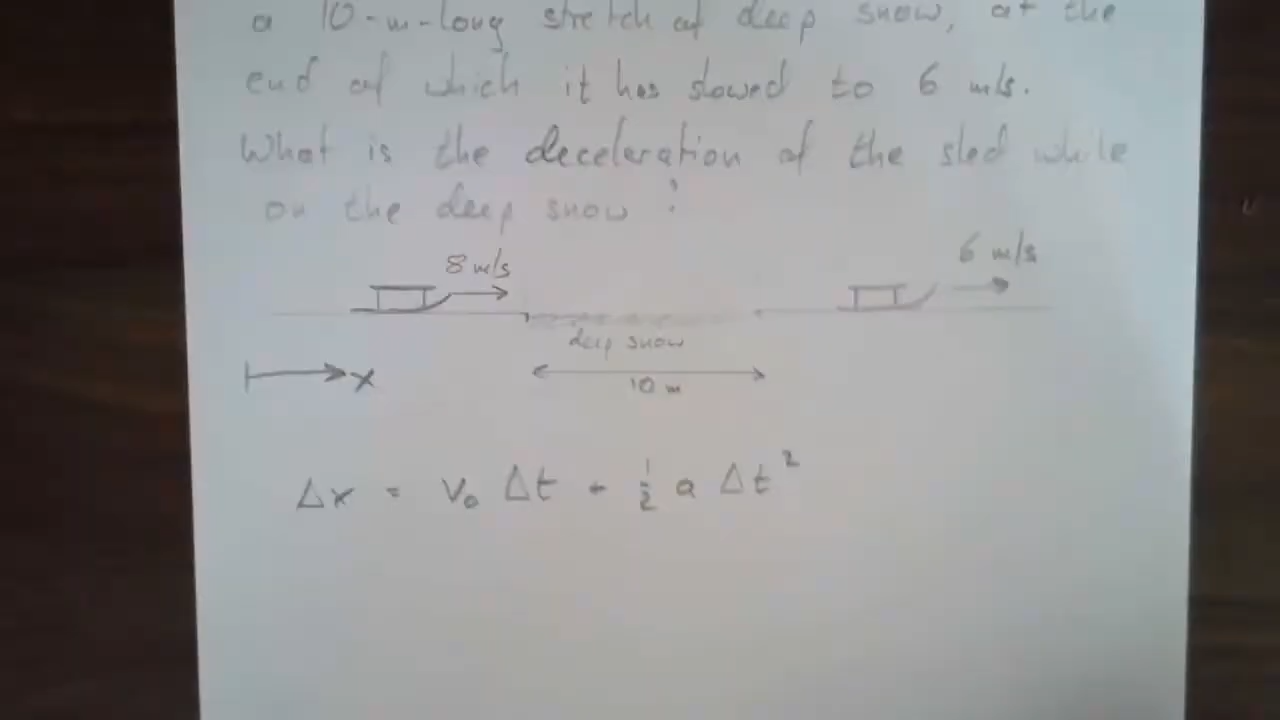 a 10-m-long stretch of deep snow, at the
end of which it has slowed to 6 m/s.
What is the deceleration of the sled while
on the deep snow?
8 m/s
6 m/s
deep snow
x
10 m
Δx = v₀ Δt + ½ a Δt²